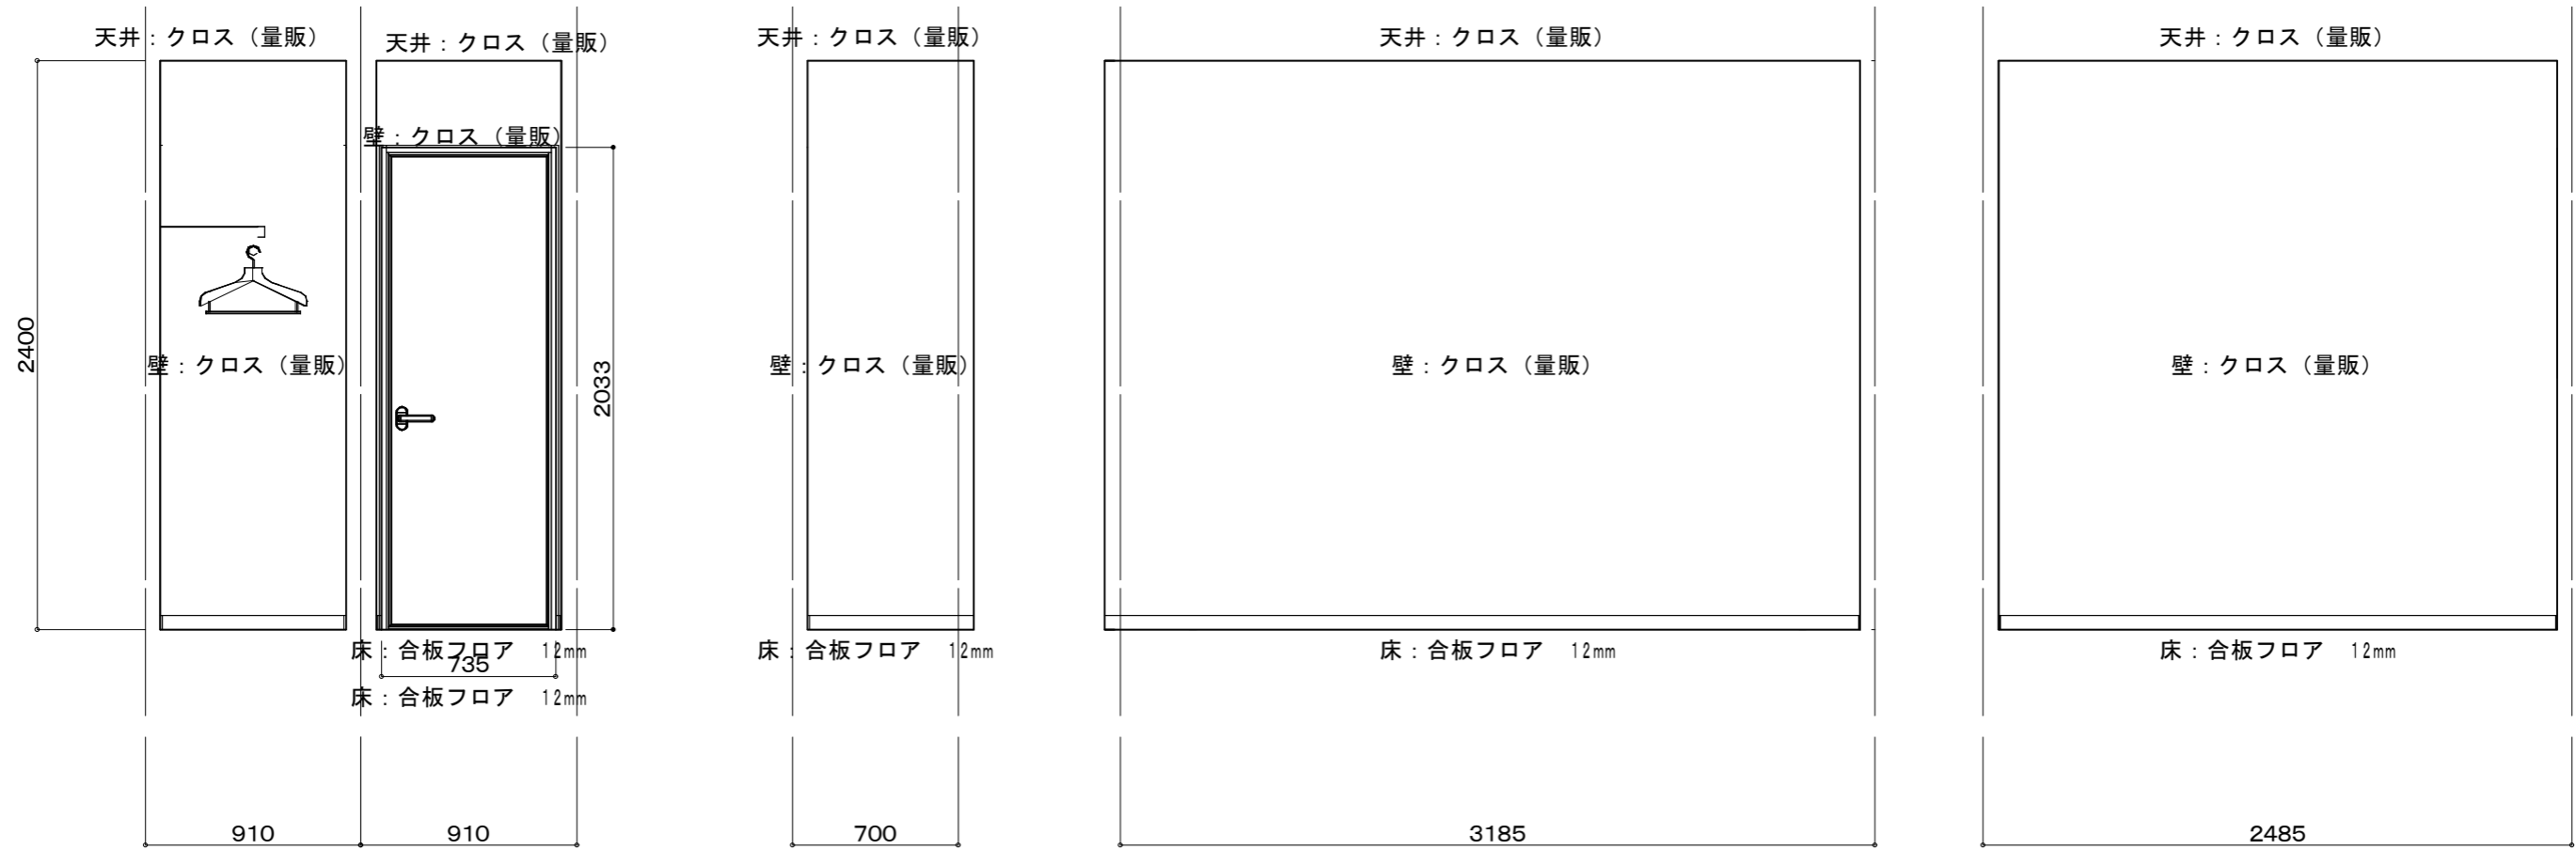 天井：クロス（量販）
天井：クロス（量販）
天井：クロス（量販）
天井：クロス（量販）
天井：クロス（量販）
壁：クロス（量販）
2400
2033
壁：クロス（量販）
壁：クロス（量販）
壁：クロス（量販）
壁：クロス（量販）
床：合板フロア　12mm
735
床：合板フロア　12mm
床：合板フロア　12mm
床：合板フロア　12mm
床：合板フロア　12mm
910
910
700
3185
2485